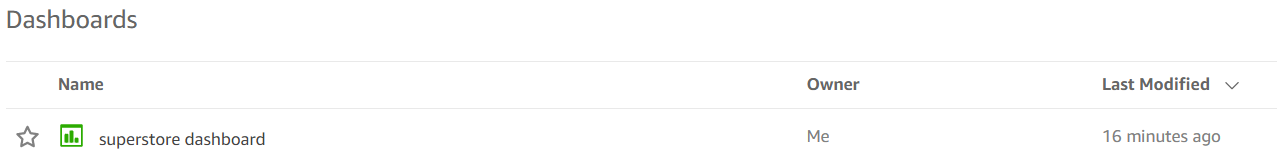 Dashboards
Name Owner Last Modified
superstore dashboard Me 16 minutes ago